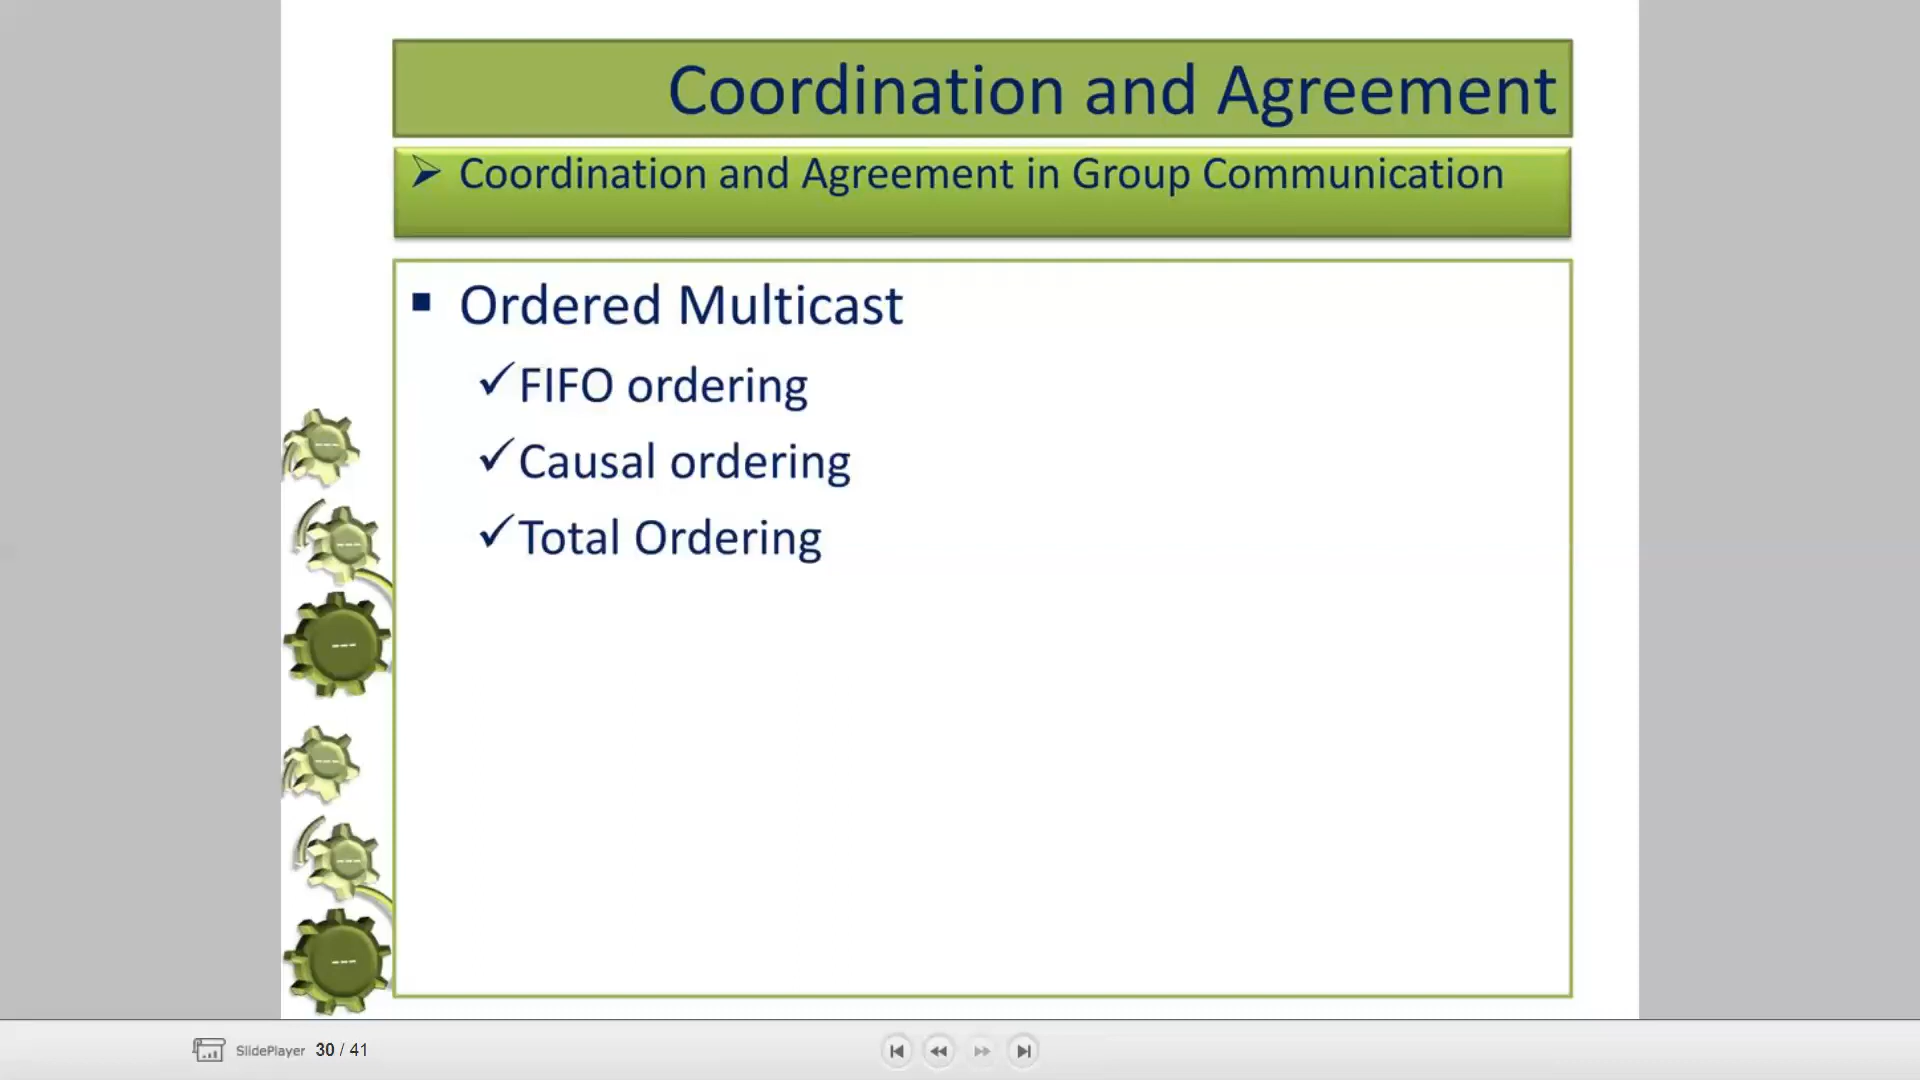 Coordination and Agreement
➢ Coordination and Agreement in Group Communication
▪ Ordered Multicast
✓FIFO ordering
✓Causal ordering
✓Total Ordering
---
---
---
---
---
---
SlidePlayer 30 / 41